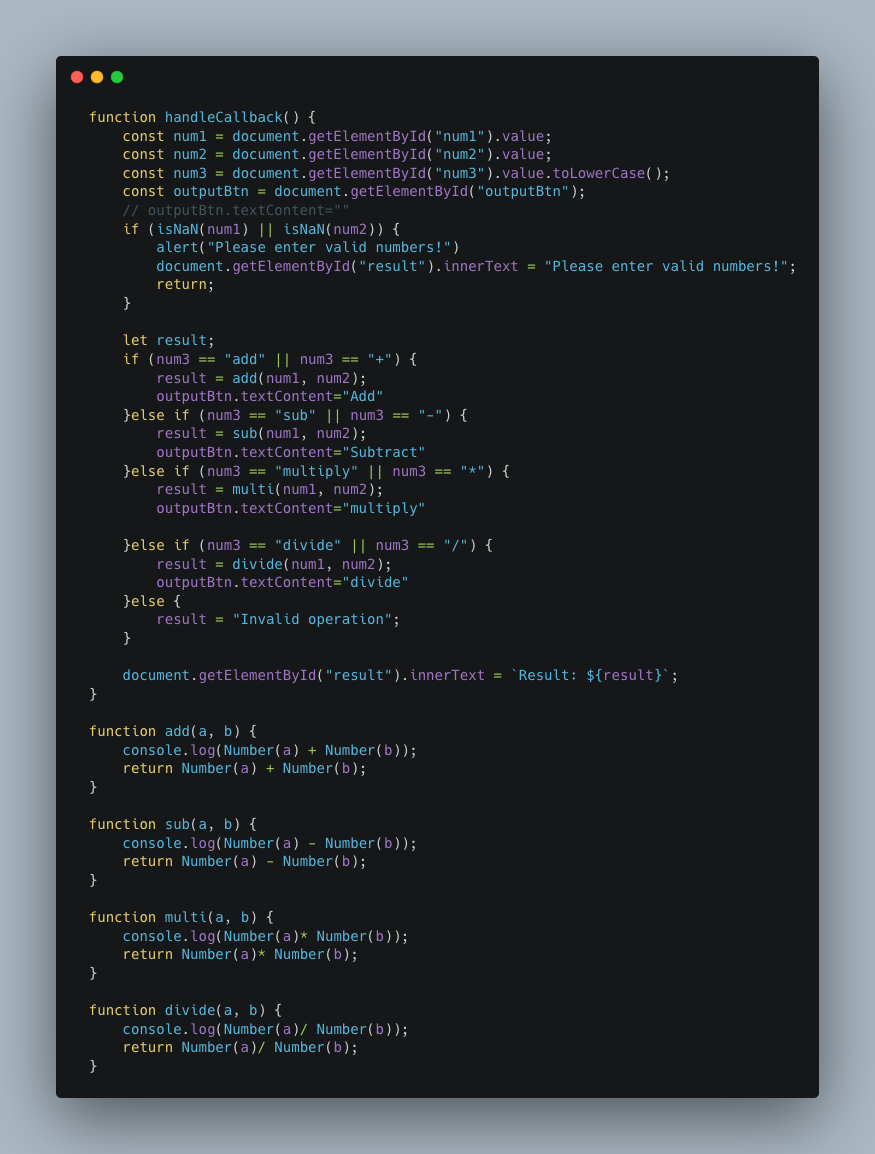 function handleCallback() {
    const num1 = document.getElementById("num1").value;
    const num2 = document.getElementById("num2").value;
    const num3 = document.getElementById("num3").value.toLowerCase();
    const outputBtn = document.getElementById("outputBtn");
    // outputBtn.textContent=""
    if (isNaN(num1) || isNaN(num2)) {
        alert("Please enter valid numbers!")
        document.getElementById("result").innerText = "Please enter valid numbers!";
        return;
    }

    let result;
    if (num3 == "add" || num3 == "+") {
        result = add(num1, num2);
        outputBtn.textContent="Add"
    }else if (num3 == "sub" || num3 == "-") {
        result = sub(num1, num2);
        outputBtn.textContent="Subtract"
    }else if (num3 == "multiply" || num3 == "*") {
        result = multi(num1, num2);
        outputBtn.textContent="multiply"

    }else if (num3 == "divide" || num3 == "/") {
        result = divide(num1, num2);
        outputBtn.textContent="divide"
    }else {
        result = "Invalid operation";
    }

    document.getElementById("result").innerText = `Result: ${result}`;
}

function add(a, b) {
    console.log(Number(a) + Number(b));
    return Number(a) + Number(b);
}

function sub(a, b) {
    console.log(Number(a) - Number(b));
    return Number(a) - Number(b);
}

function multi(a, b) {
    console.log(Number(a)* Number(b));
    return Number(a)* Number(b);
}

function divide(a, b) {
    console.log(Number(a)/ Number(b));
    return Number(a)/ Number(b);
}